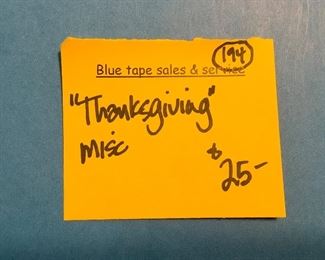 194
Blue tape sales & service
"Thanksgiving"
misc
$25-